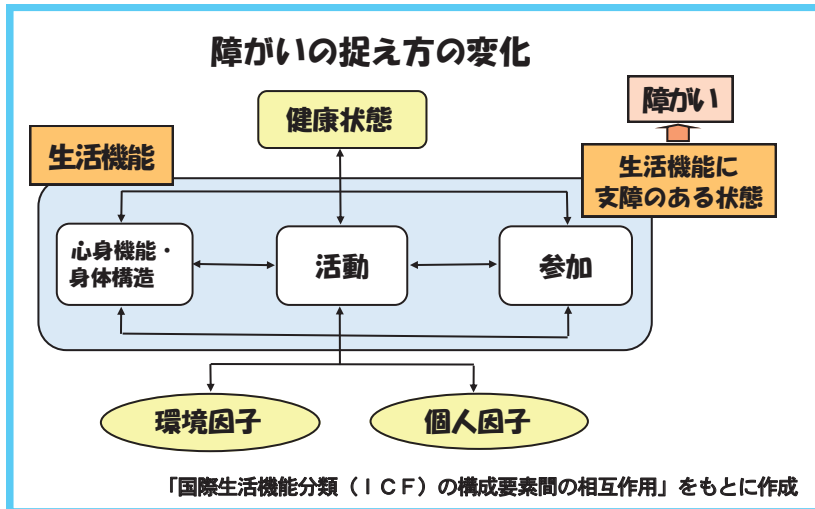 障がいの捉え方の変化
障がい
健康状態
生活機能
生活機能に
支障のある状態
心身機能・
身体構造
活動
参加
環境因子
個人因子
「国際生活機能分類（ＩＣＦ）の構成要素間の相互作用」をもとに作成